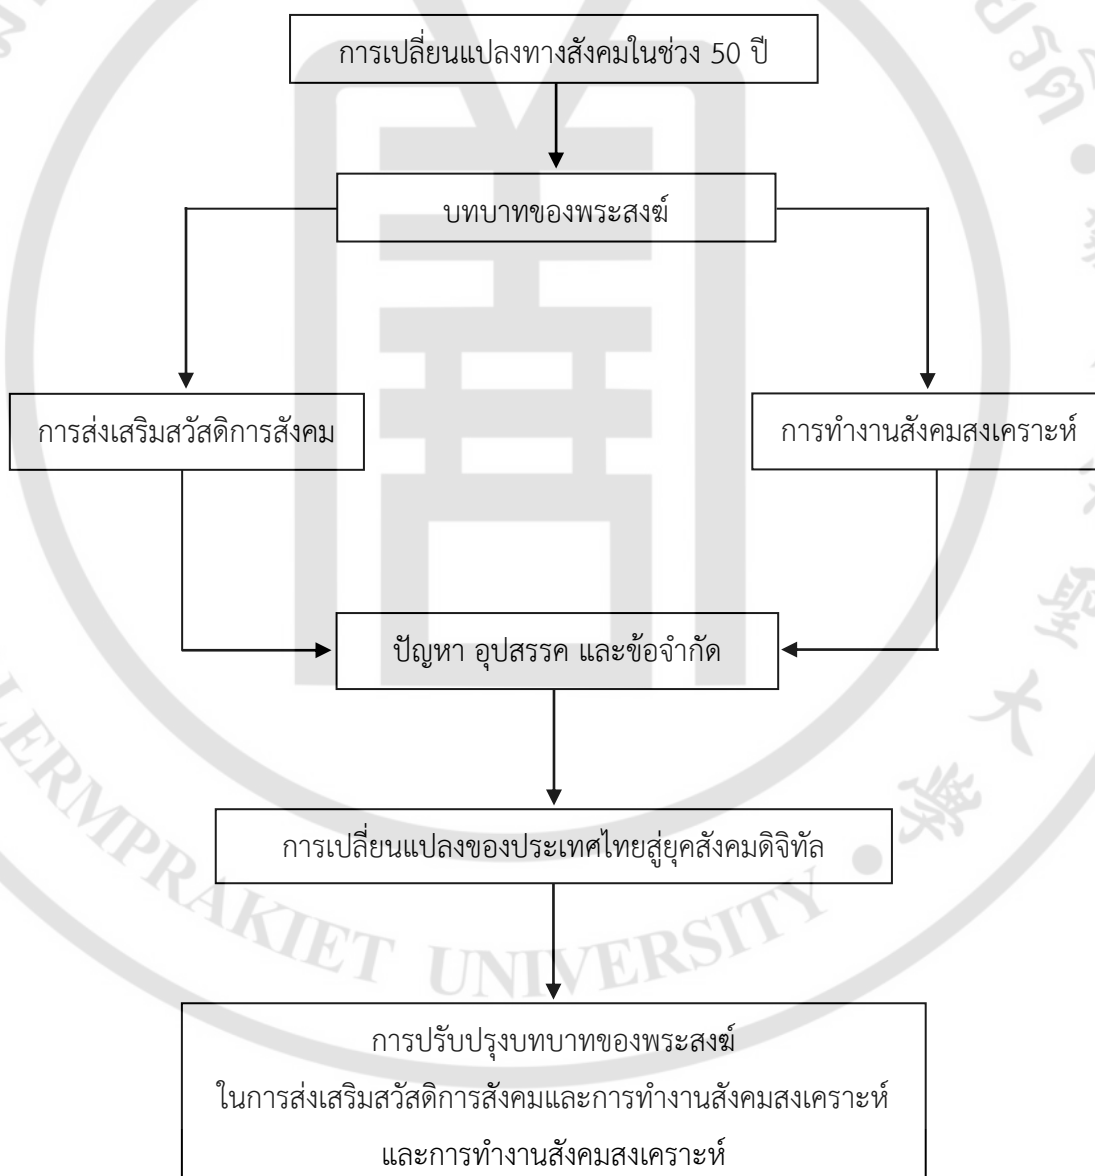 การเปลี่ยนแปลงทางสังคมในช่วง 50 ปี
บทบาทของพระสงฆ์
การส่งเสริมสวัสดิการสังคม
การทำงานสังคมสงเคราะห์
ปัญหา อุปสรรค และข้อจำกัด
การเปลี่ยนแปลงของประเทศไทยสู่ยุคสังคมดิจิทัล
การปรับปรุงบทบาทของพระสงฆ์
ในการส่งเสริมสวัสดิการสังคมและการทำงานสังคมสงเคราะห์
และการทำงานสังคมสงเคราะห์
LERMPRAKIET UNIVERSITY
聖
大
學